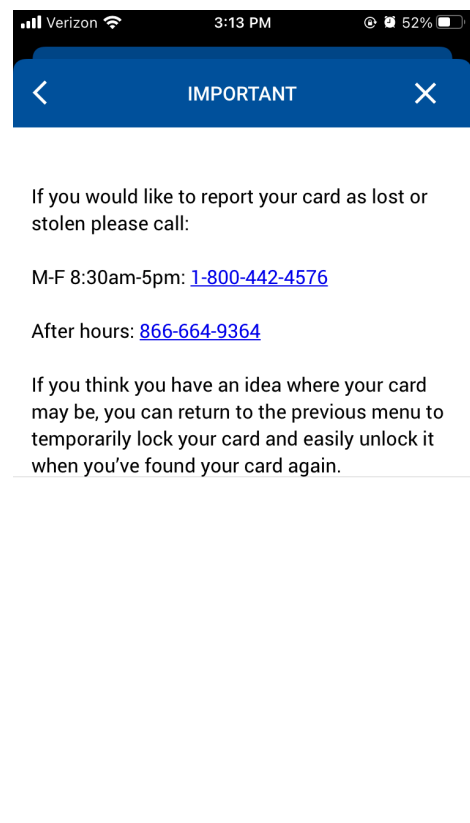 Verizon 3:13 PM 52%
IMPORTANT
If you would like to report your card as lost or
stolen please call:
M-F 8:30am-5pm: 1-800-442-4576
After hours: 866-664-9364
If you think you have an idea where your card
may be, you can return to the previous menu to
temporarily lock your card and easily unlock it
when you’ve found your card again.